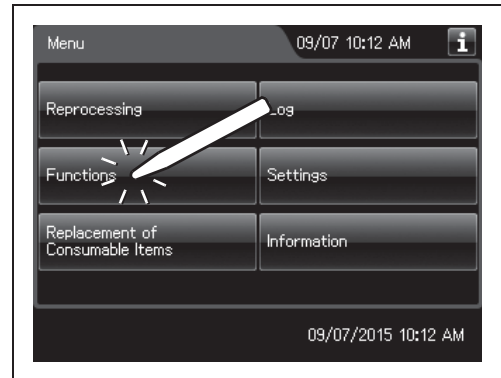 Menu
09/07 10:12 AM
i
Reprocessing
Log
Functions
Settings
Replacement of
Consumable Items
Information
09/07/2015 10:12 AM